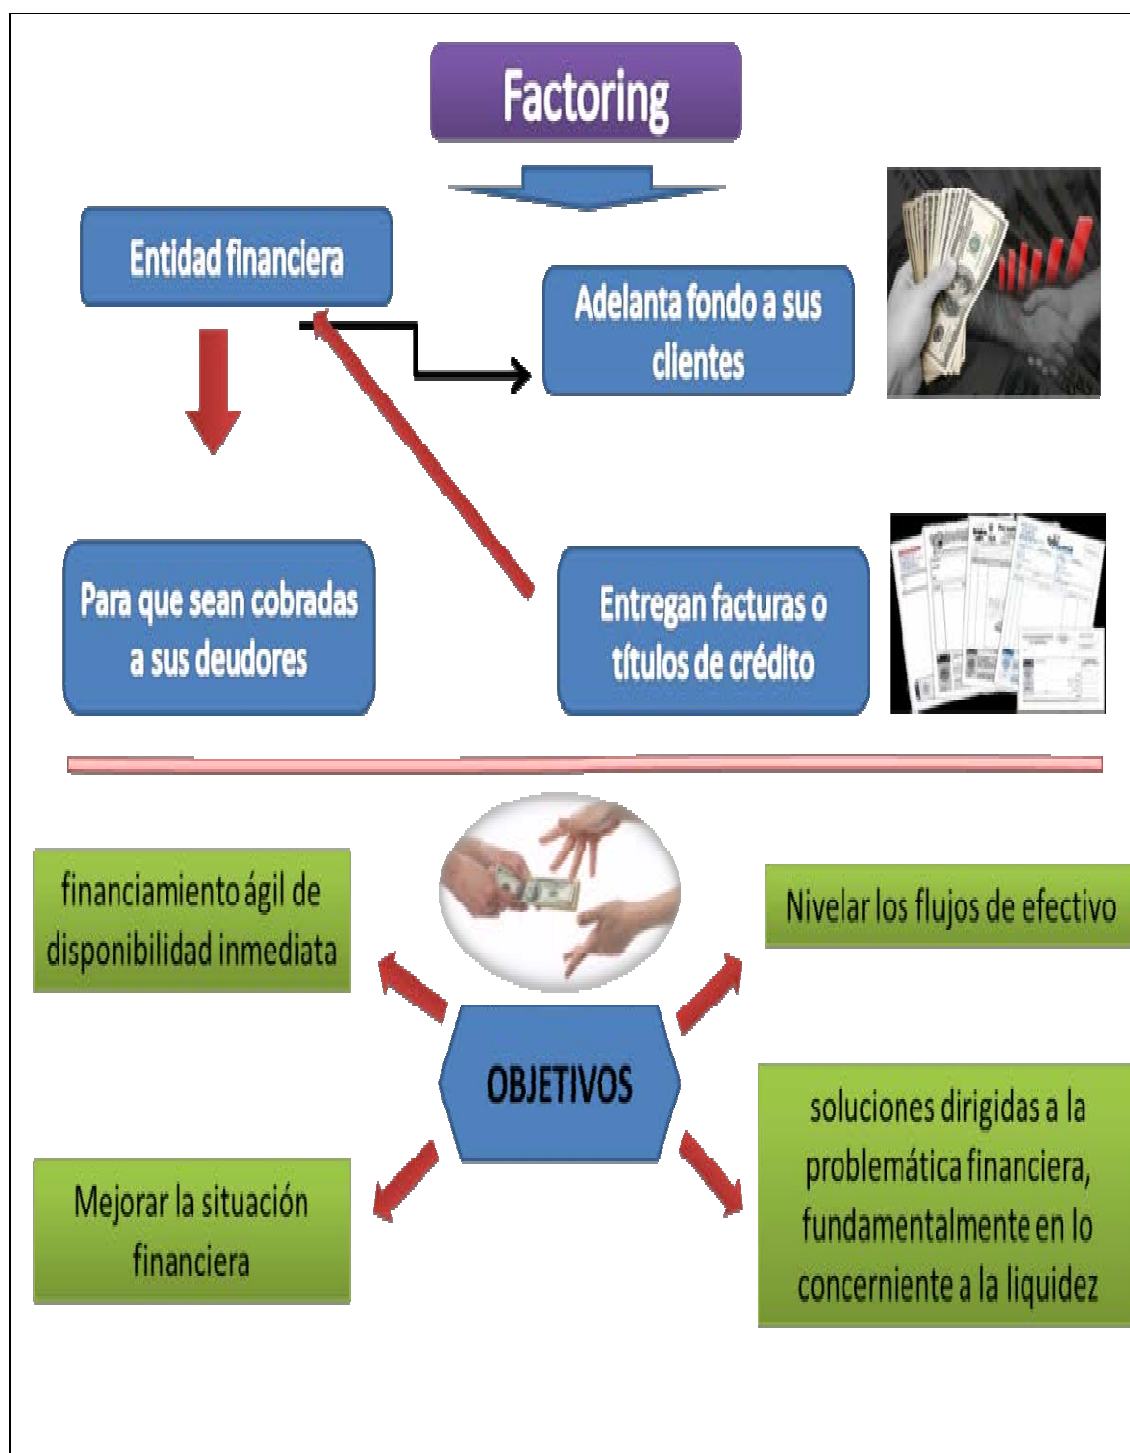 Factoring
Entidad financiera
Adelanta fondo a sus
clientes
Para que sean cobradas
a sus deudores
Entregan facturas o
títulos de crédito
financiamiento ágil de
disponibilidad inmediata
Nivelar los flujos de efectivo
OBJETIVOS
Mejorar la situación
financiera
soluciones dirigidas a la
problemática financiera,
fundamentalmente en lo
concerniente a la liquidez